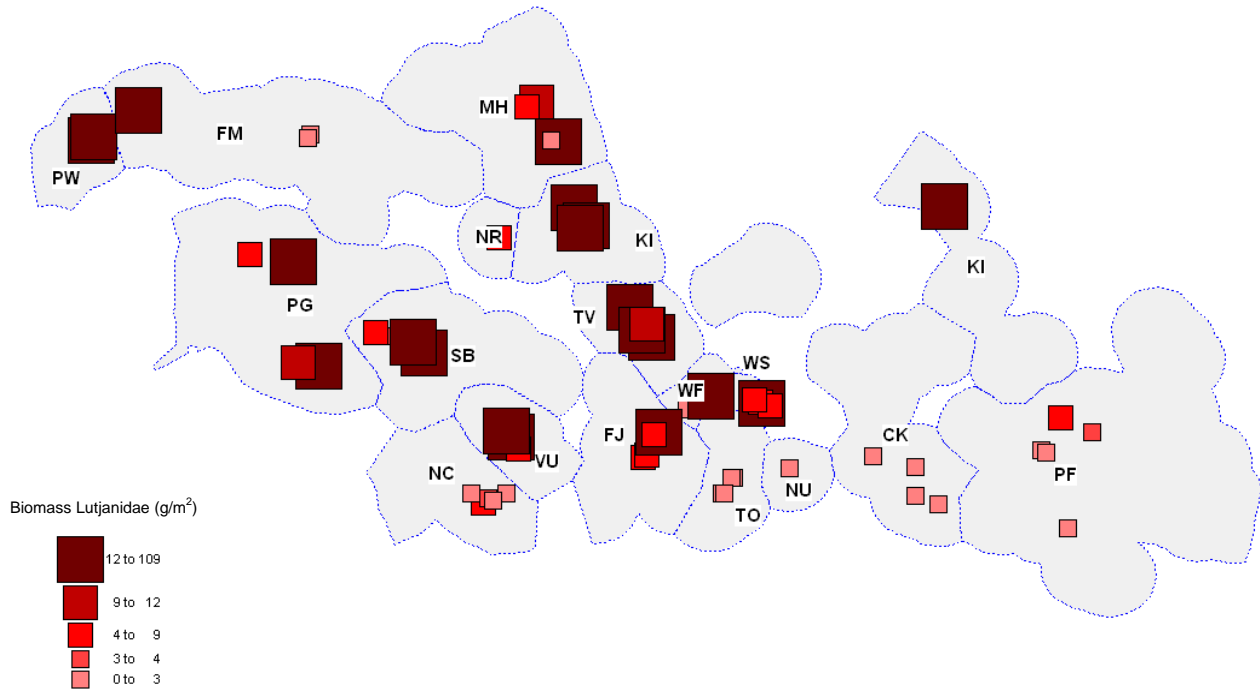 MH
FM
PW
NR
KI
KI
PG
TV
SB
WS
WF
FJ
CK
VU
NC
NU
PF
TO
Biomass Lutjanidae (g/m²)
12 to 109
9 to 12
4 to 9
3 to 4
0 to 3